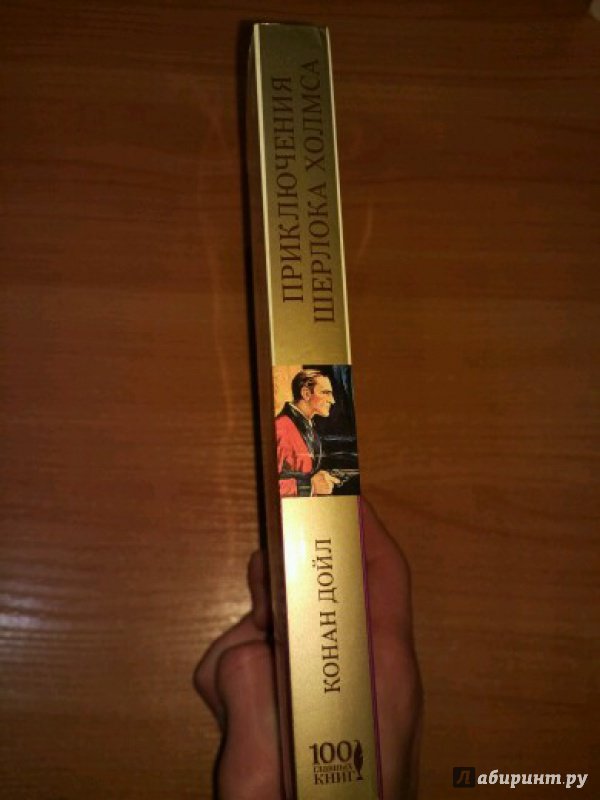 ПРИКЛЮЧЕНИЯ
ШЕРЛОКА ХОЛМСА
КОНАН ДОЙЛ
100
ГЛАВНЫХ
КНИГ
Лабиринт.ру